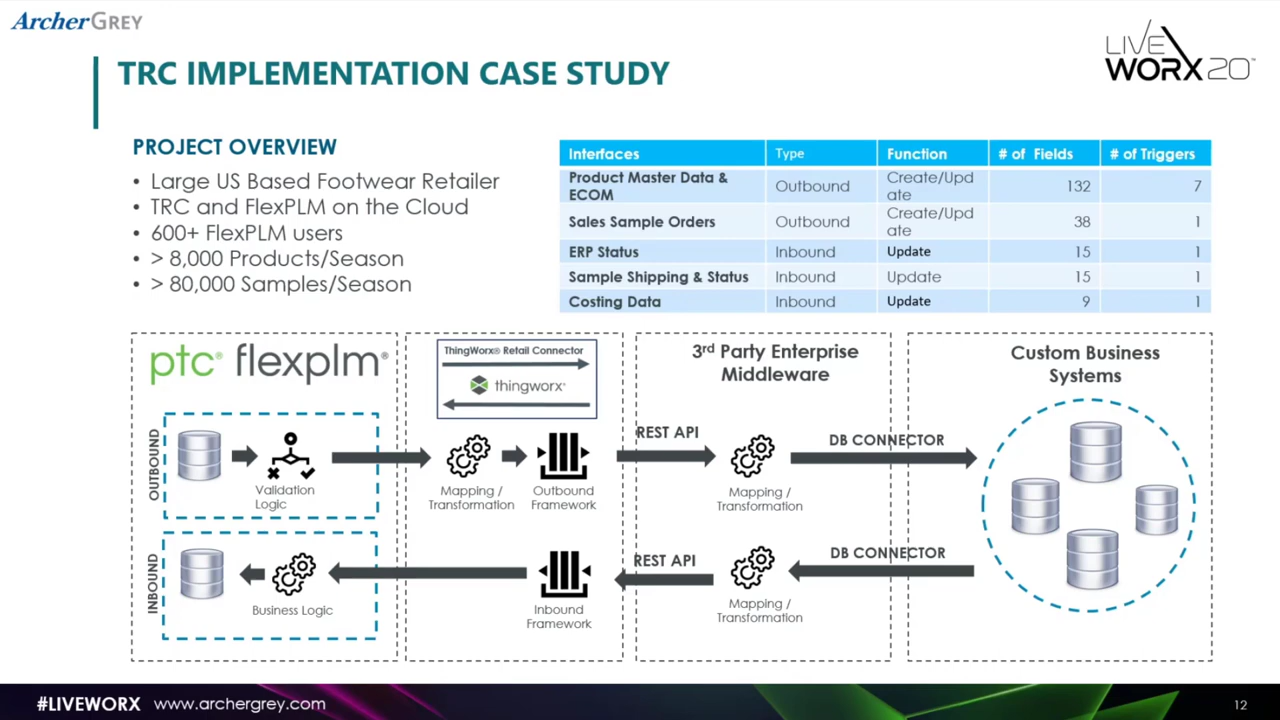 ArcherGREY
LIVE
WORX 20™
TRC IMPLEMENTATION CASE STUDY
PROJECT OVERVIEW
• Large US Based Footwear Retailer
• TRC and FlexPLM on the Cloud
• 600+ FlexPLM users
• > 8,000 Products/Season
• > 80,000 Samples/Season
Interfaces Type Function # of Fields # of Triggers
Product Master Data &
ECOM Outbound Create/Upd
ate 132 7
Sales Sample Orders Outbound Create/Upd
ate 38 1
ERP Status Inbound Update 15 1
Sample Shipping & Status Inbound Update 15 1
Costing Data Inbound Update 9 1
ptc® flexplm®
ThingWorx® Retail Connector
thingworx®
3rd Party Enterprise
Middleware
Custom Business
Systems
OUTBOUND
Validation
Logic
Mapping /
Transformation
Outbound
Framework
REST API
Mapping /
Transformation
DB CONNECTOR
INBOUND
Business Logic
Inbound
Framework
REST API
Mapping /
Transformation
DB CONNECTOR
#LIVEWORX www.archergrey.com
12